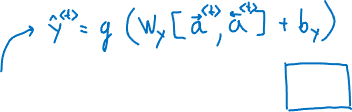 ŷ^{<t>} = g (W_y [a⃗^{<t>}, a⃖^{<t>}] + b_y)